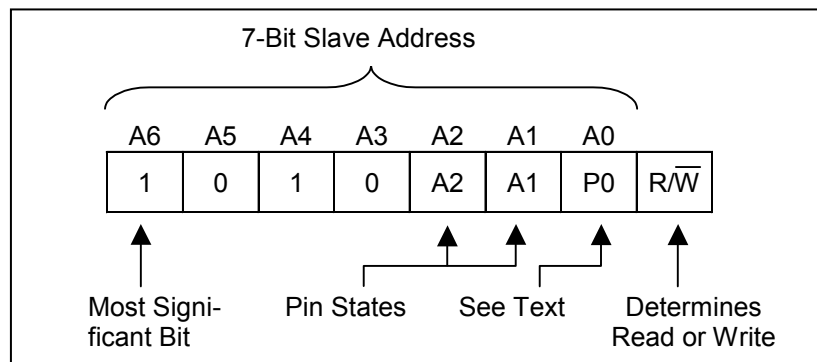 7-Bit Slave Address
A6 A5 A4 A3 A2 A1 A0
1 0 1 0 A2 A1 P0 R/W̅
Most Signi- Pin States See Text Determines
ficant Bit Read or Write